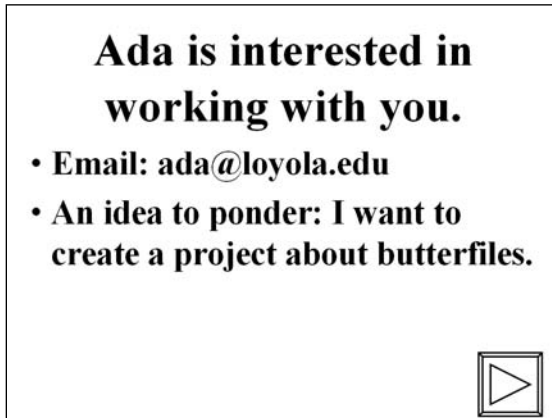 Ada is interested in
working with you.
• Email: ada@loyola.edu
• An idea to ponder: I want to
create a project about butterfiles.